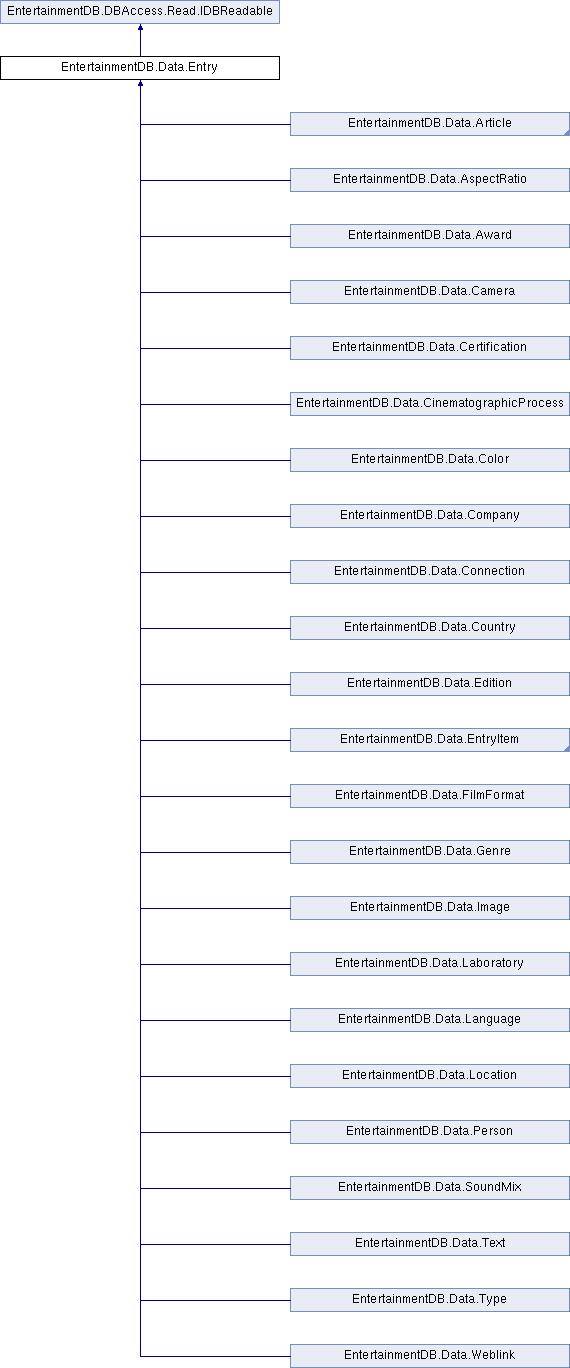 EntertainmentDB.DBAccess.Read.IDBReadable
EntertainmentDB.Data.Entry
EntertainmentDB.Data.Article
EntertainmentDB.Data.AspectRatio
EntertainmentDB.Data.Award
EntertainmentDB.Data.Camera
EntertainmentDB.Data.Certification
EntertainmentDB.Data.CinematographicProcess
EntertainmentDB.Data.Color
EntertainmentDB.Data.Company
EntertainmentDB.Data.Connection
EntertainmentDB.Data.Country
EntertainmentDB.Data.Edition
EntertainmentDB.Data.EntryItem
EntertainmentDB.Data.FilmFormat
EntertainmentDB.Data.Genre
EntertainmentDB.Data.Image
EntertainmentDB.Data.Laboratory
EntertainmentDB.Data.Language
EntertainmentDB.Data.Location
EntertainmentDB.Data.Person
EntertainmentDB.Data.SoundMix
EntertainmentDB.Data.Text
EntertainmentDB.Data.Type
EntertainmentDB.Data.Weblink